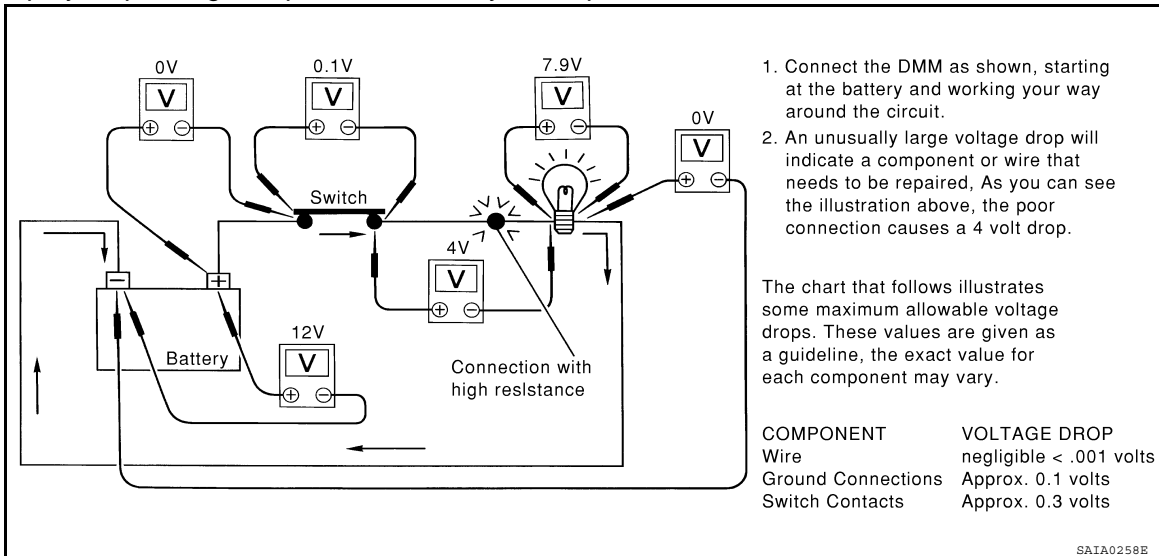 0V
0.1V
7.9V
0V
V
V
V
V
Switch
4V
V
12V
V
Battery
Connection with
high reslstance
1. Connect the DMM as shown, starting
at the battery and working your way
around the circuit.
2. An unusually large voltage drop will
indicate a component or wire that
needs to be repaired, As you can see
the illustration above, the poor
connection causes a 4 volt drop.
The chart that follows illustrates
some maximum allowable voltage
drops. These values are given as
a guideline, the exact value for
each component may vary.
COMPONENT VOLTAGE DROP
Wire negligible < .001 volts
Ground Connections Approx. 0.1 volts
Switch Contacts Approx. 0.3 volts
SAIA0258E